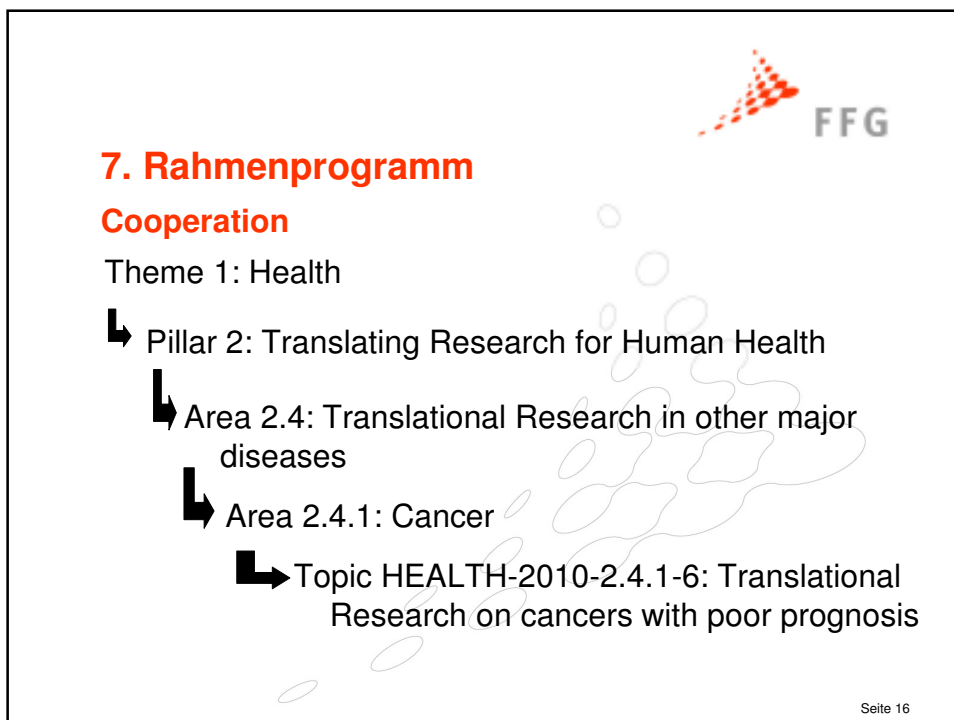 FFG
7. Rahmenprogramm
Cooperation
Theme 1: Health
Pillar 2: Translating Research for Human Health
Area 2.4: Translational Research in other major
diseases
Area 2.4.1: Cancer
Topic HEALTH-2010-2.4.1-6: Translational
Research on cancers with poor prognosis
Seite 16